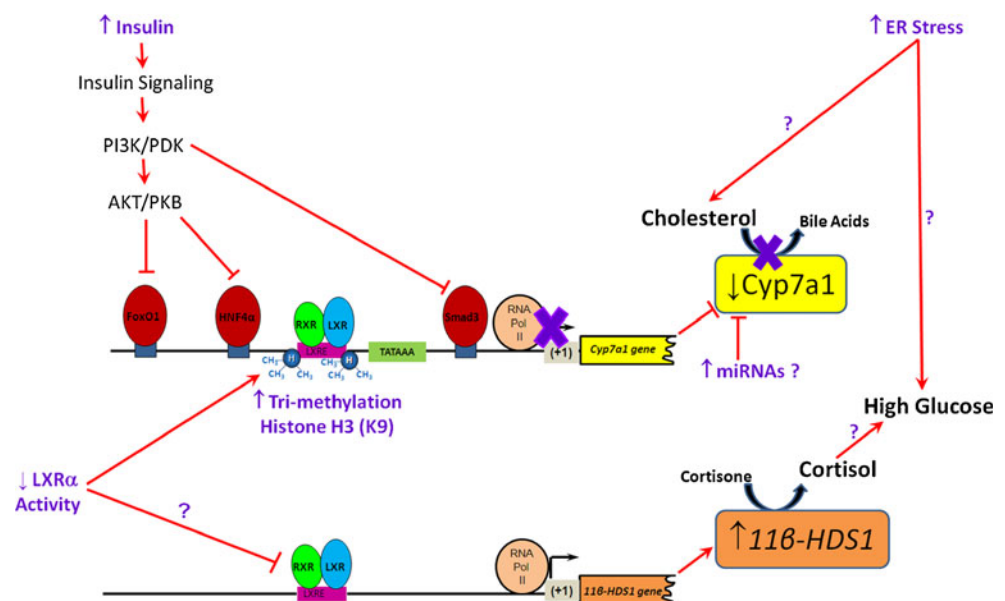 ↑ Insulin
↑ ER Stress
Insulin Signaling
PI3K/PDK
?
AKT/PKB
Cholesterol
Bile Acids
?
↓Cyp7a1
FoxO1
HNF4α
RXR
LXR
Smad3
RNA
Pol
II
LXRE
TATAAA
(+1)
Cyp7a1 gene
CH₃
H
CH₃
CH₃
CH₃
H
CH₃
CH₃
↑ miRNAs ?
↑ Tri-methylation
Histone H3 (K9)
High Glucose
?
↓ LXRα
Activity
Cortisone
Cortisol
?
↑11β-HDS1
RXR
LXR
RNA
Pol
II
LXRE
(+1)
11β-HDS1 gene